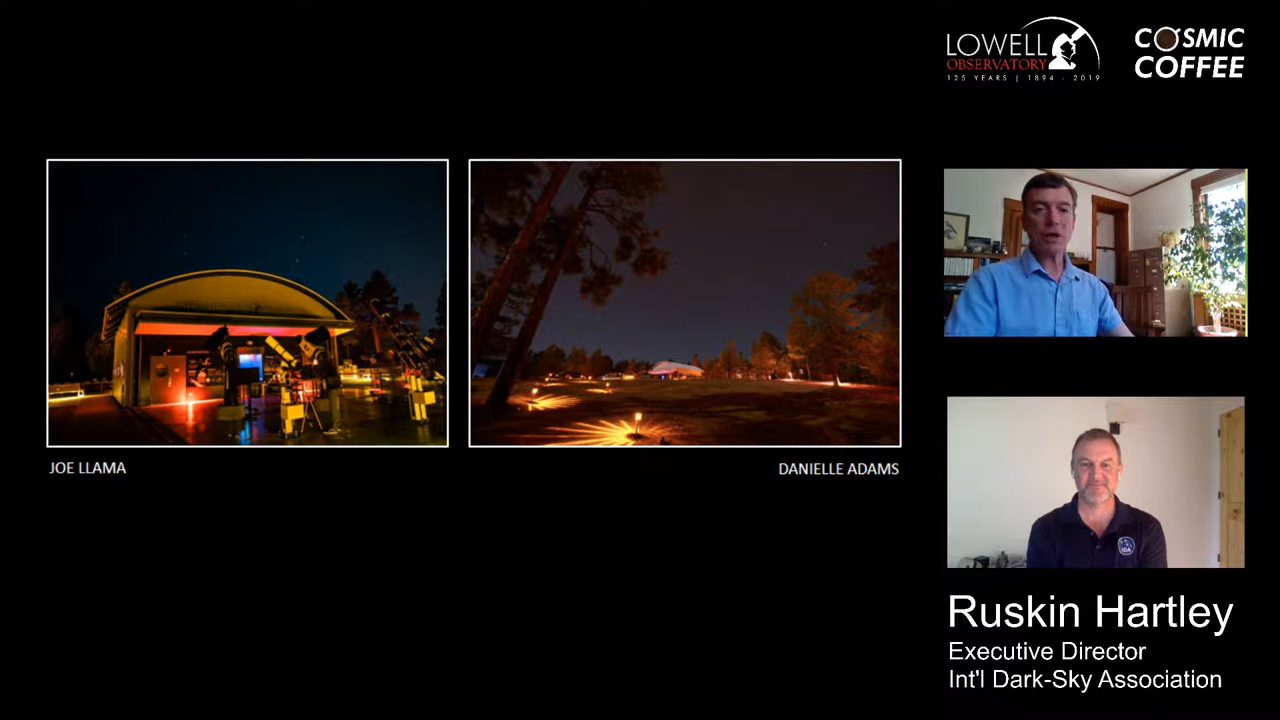 LOWELL
OBSERVATORY
125 YEARS | 1894 - 2019
COSMIC
COFFEE
JOE LLAMA
DANIELLE ADAMS
IDA
Ruskin Hartley
Executive Director
Int'l Dark-Sky Association